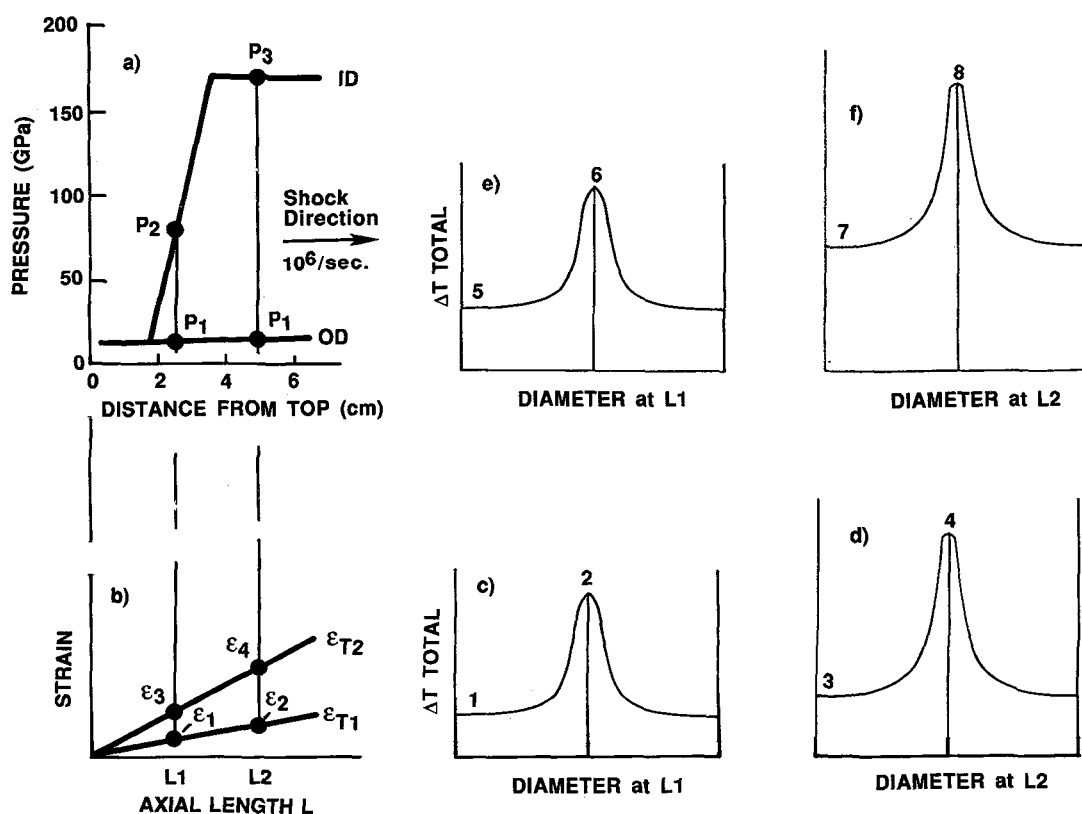 a)
200
150
100
50
0
PRESSURE (GPa)
P3
ID
P2
P1
P1
OD
Shock
Direction
10⁶/sec.
0 2 4 6
DISTANCE FROM TOP (cm)
e)
6
5
ΔT TOTAL
DIAMETER at L1
f)
8
7
DIAMETER at L2
b)
STRAIN
ε4
εT2
ε3
ε1
ε2
εT1
L1 L2
AXIAL LENGTH L
c)
2
1
ΔT TOTAL
DIAMETER at L1
d)
4
3
DIAMETER at L2